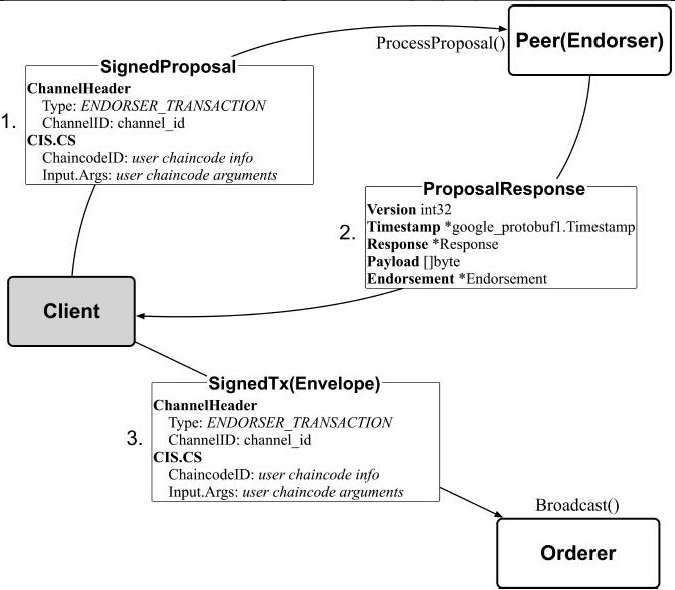 ProcessProposal()
Peer(Endorser)
SignedProposal
1.
ChannelHeader
Type: ENDORSER_TRANSACTION
ChannelID: channel_id
CIS.CS
ChaincodeID: user chaincode info
Input.Args: user chaincode arguments
ProposalResponse
2.
Version int32
Timestamp *google_protobuf1.Timestamp
Response *Response
Payload []byte
Endorsement *Endorsement
Client
SignedTx(Envelope)
3.
ChannelHeader
Type: ENDORSER_TRANSACTION
ChannelID: channel_id
CIS.CS
ChaincodeID: user chaincode info
Input.Args: user chaincode arguments
Broadcast()
Orderer